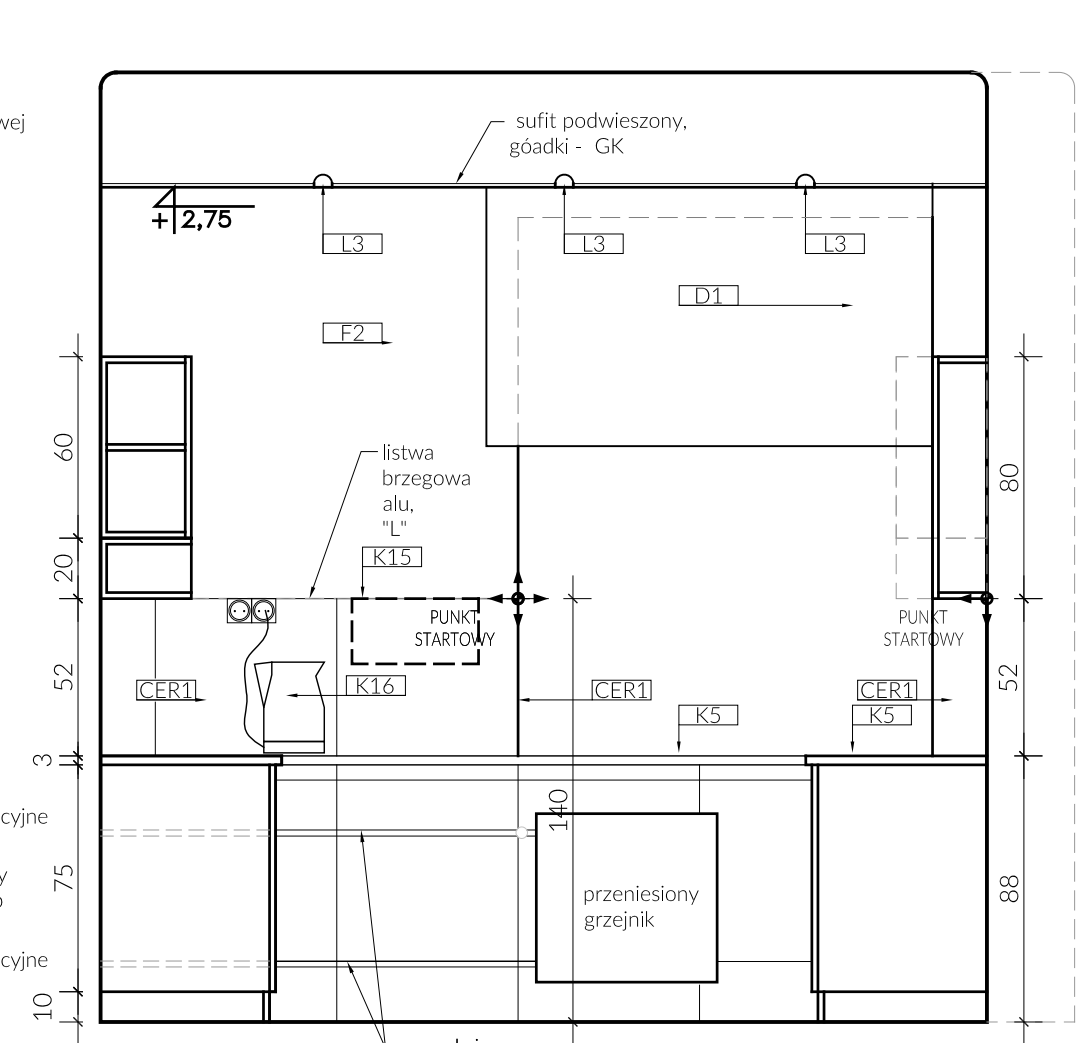 sufit podwieszony,
wej
góadki - GK
+ 2,75
L3
L3
L3
D1
F2
60
listwa
brzegowa
alu,
"L"
80
K15
20
PUNKT
STARTOWY
PUNKT
STARTOWY
52
CER1
K16
CER1
CER1
52
K5
K5
3
140
cyjne
75
y
przeniesiony
grzejnik
88
cyjne
10